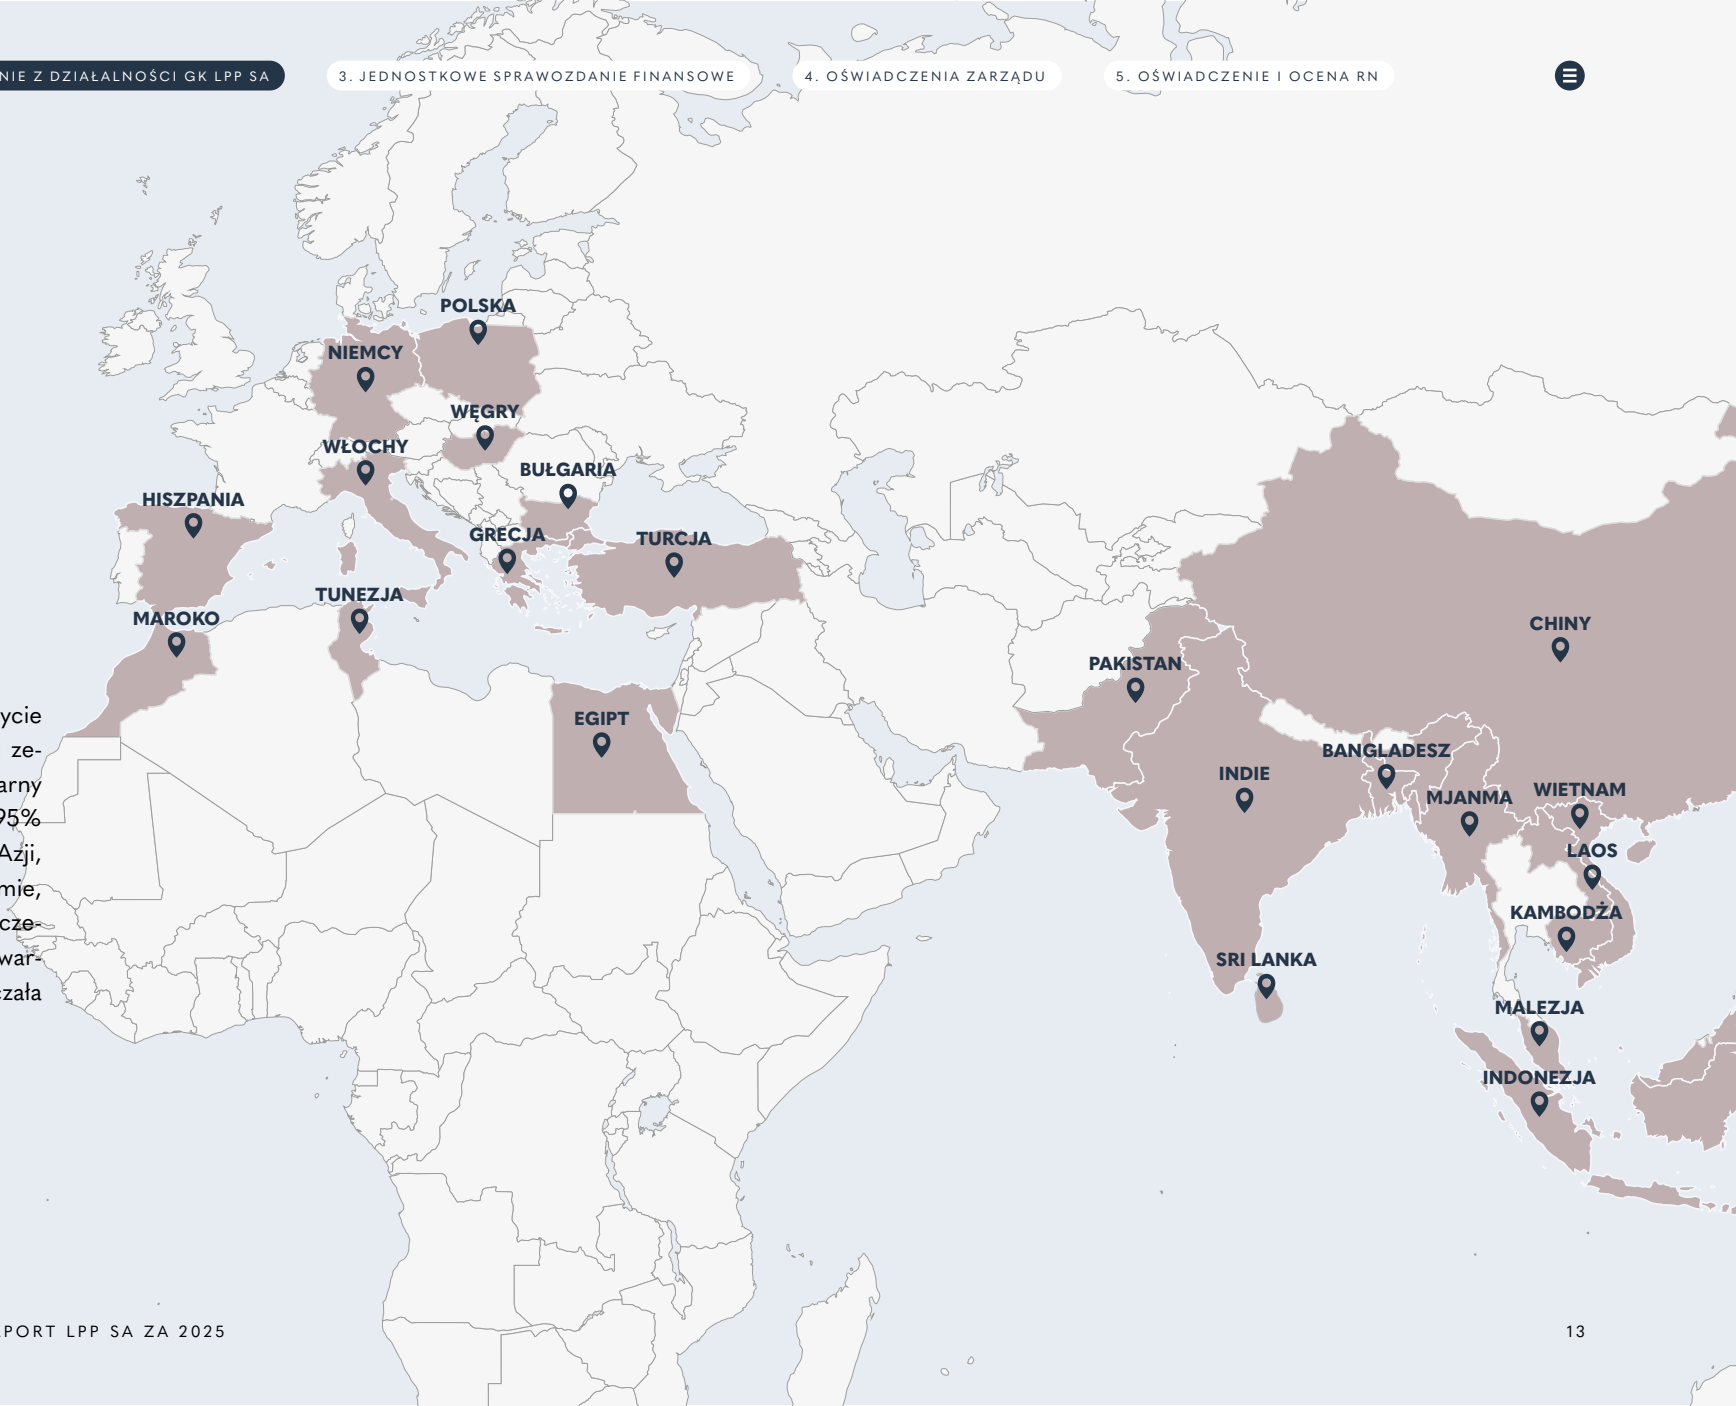 NIE Z DZIAŁALNOŚCI GK LPP SA
3. JEDNOSTKOWE SPRAWOZDANIE FINANSOWE
4. OŚWIADCZENIA ZARZĄDU
5. OŚWIADCZENIE I OCENA RN
POLSKA
NIEMCY
WĘGRY
WŁOCHY
BUŁGARIA
HISZPANIA
GRECJA
TURCJA
TUNEZJA
MAROKO
CHINY
PAKISTAN
EGIPT
BANGLADESZ
INDIE
WIETNAM
MJANMA
LAOS
KAMBODŻA
SRI LANKA
MALEZJA
INDONEZJA
ycie
ze-
arny
95%
Azji,
mie,
cze-
war-
czała
PORT LPP SA ZA 2025
13